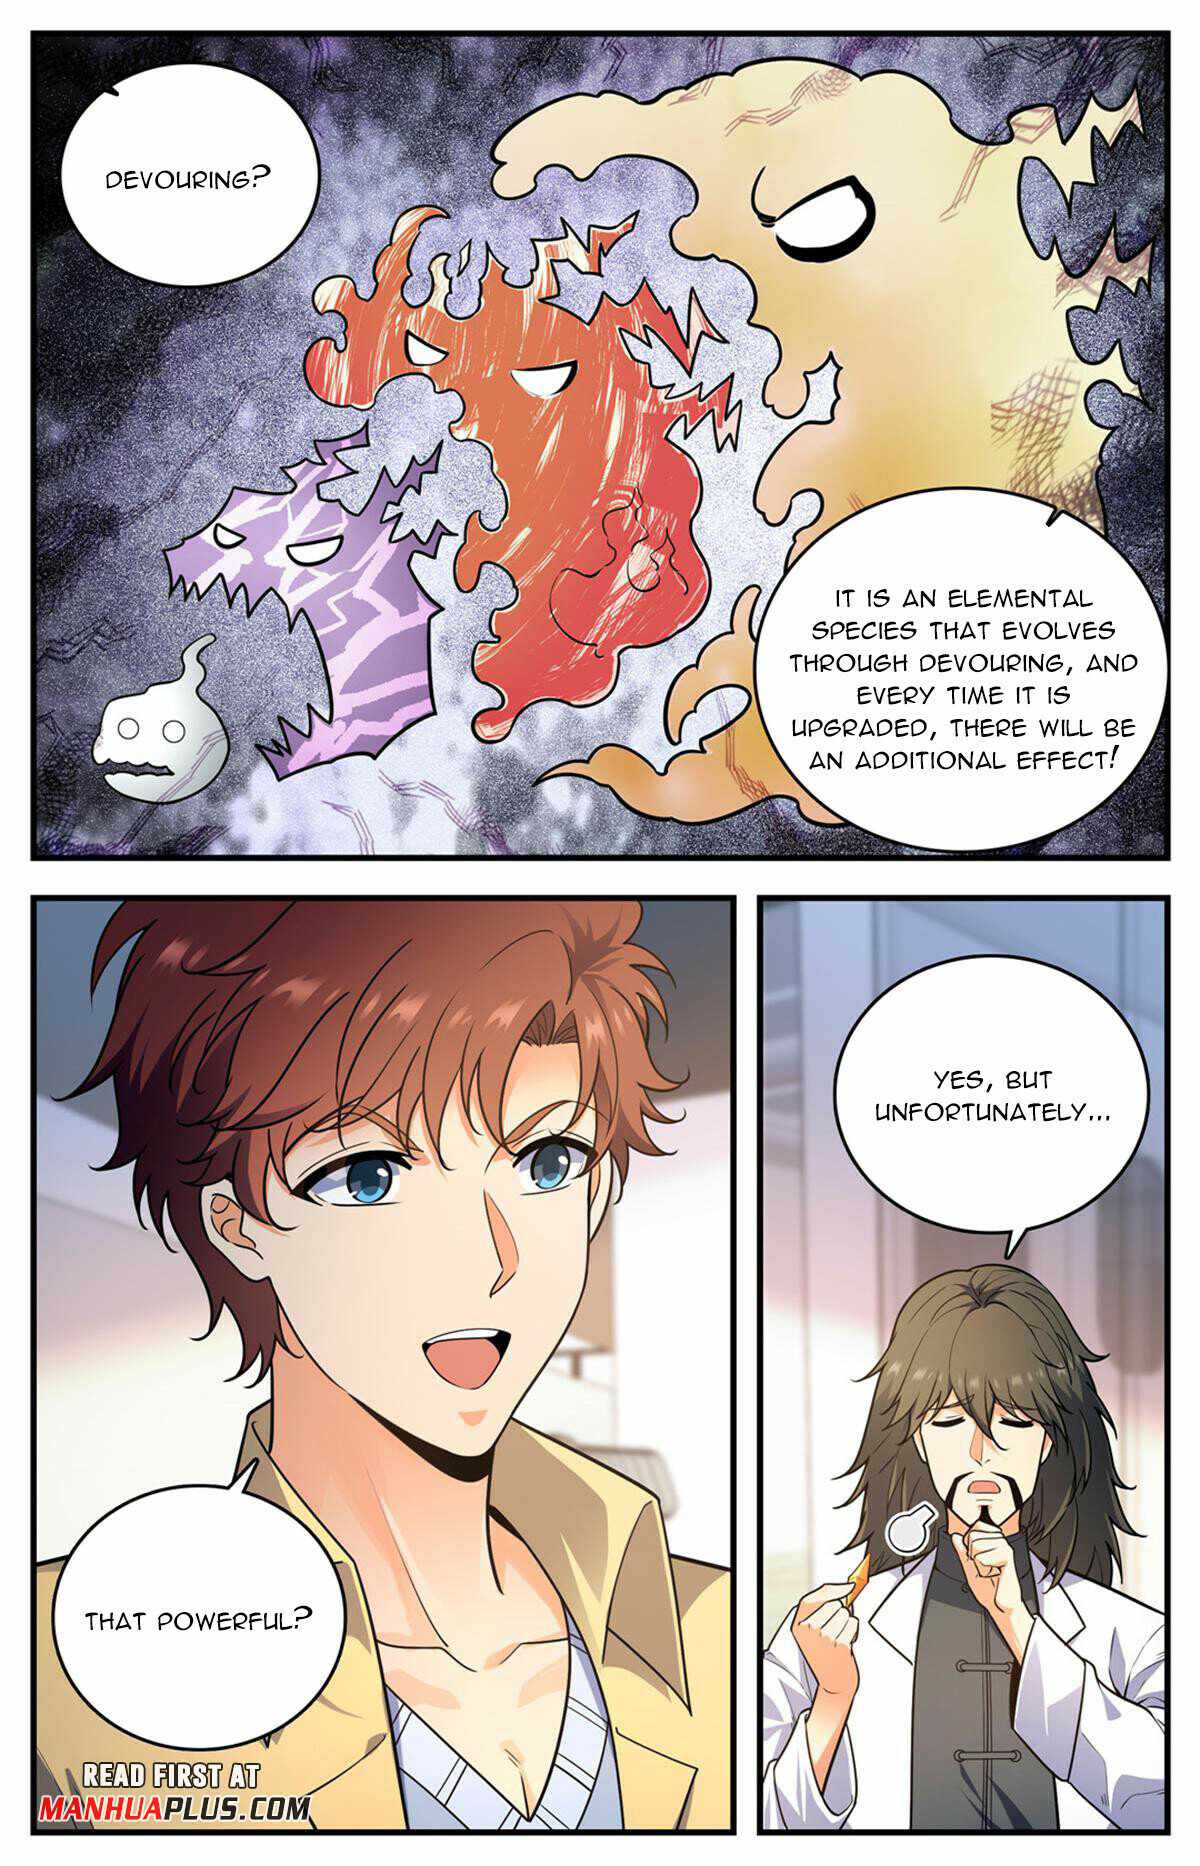 DEVOURING?
IT IS AN ELEMENTAL
SPECIES THAT EVOLVES
THROUGH DEVOURING, AND
EVERY TIME IT IS
UPGRADED, THERE WILL BE
AN ADDITIONAL EFFECT!
THAT POWERFUL?
YES, BUT
UNFORTUNATELY...
READ FIRST AT
MANHUAPLUS.COM